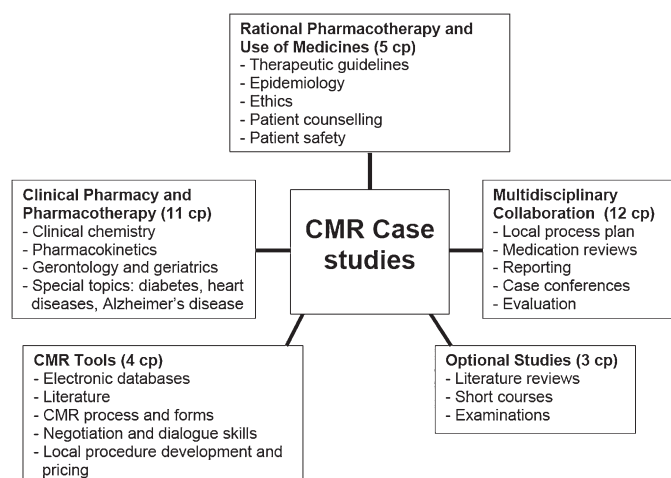 Rational Pharmacotherapy and
Use of Medicines (5 cp)
- Therapeutic guidelines
- Epidemiology
- Ethics
- Patient counselling
- Patient safety
Clinical Pharmacy and
Pharmacotherapy (11 cp)
- Clinical chemistry
- Pharmacokinetics
- Gerontology and geriatrics
- Special topics: diabetes, heart
diseases, Alzheimer's disease
CMR Case
studies
Multidisciplinary
Collaboration (12 cp)
- Local process plan
- Medication reviews
- Reporting
- Case conferences
- Evaluation
CMR Tools (4 cp)
- Electronic databases
- Literature
- CMR process and forms
- Negotiation and dialogue skills
- Local procedure development and
pricing
Optional Studies (3 cp)
- Literature reviews
- Short courses
- Examinations